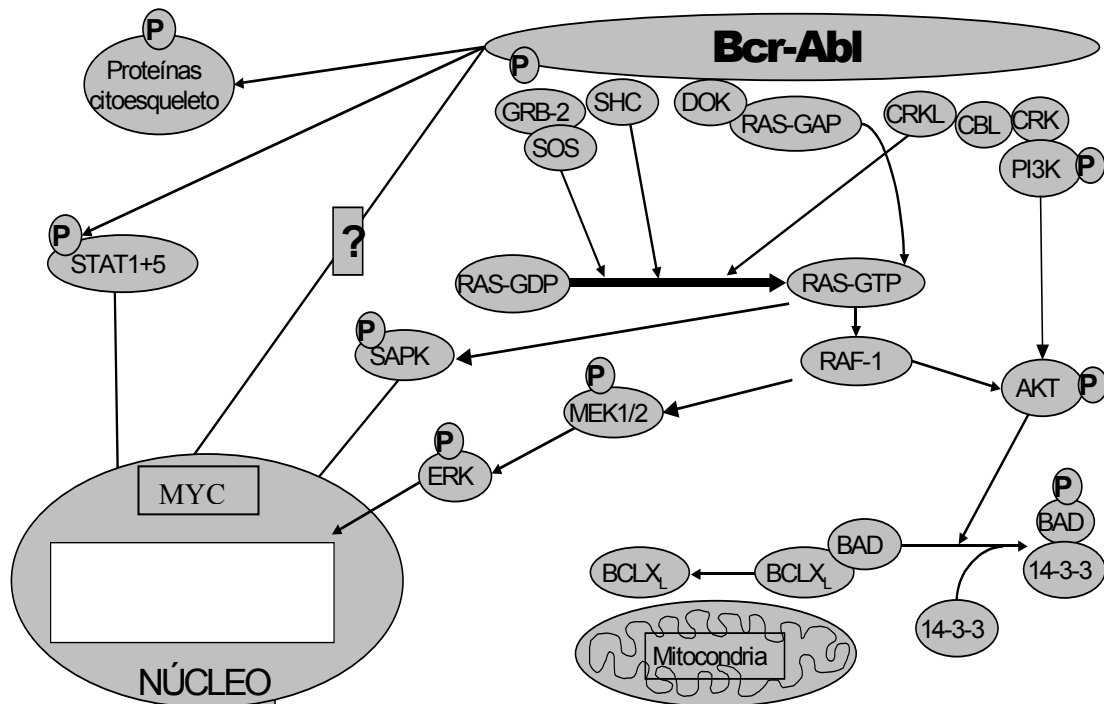 Bcr-Abl
P
P
Proteínas
citoesqueleto
GRB-2
SOS
SHC
DOK
RAS-GAP
CRKL
CBL
CRK
PI3K
P
P
STAT1+5
?
RAS-GDP
RAS-GTP
P
SAPK
RAF-1
P
MEK1/2
AKT
P
P
ERK
MYC
P
BAD
14-3-3
BAD
BCLXL
BCLXL
14-3-3
Mitocondria
NÚCLEO